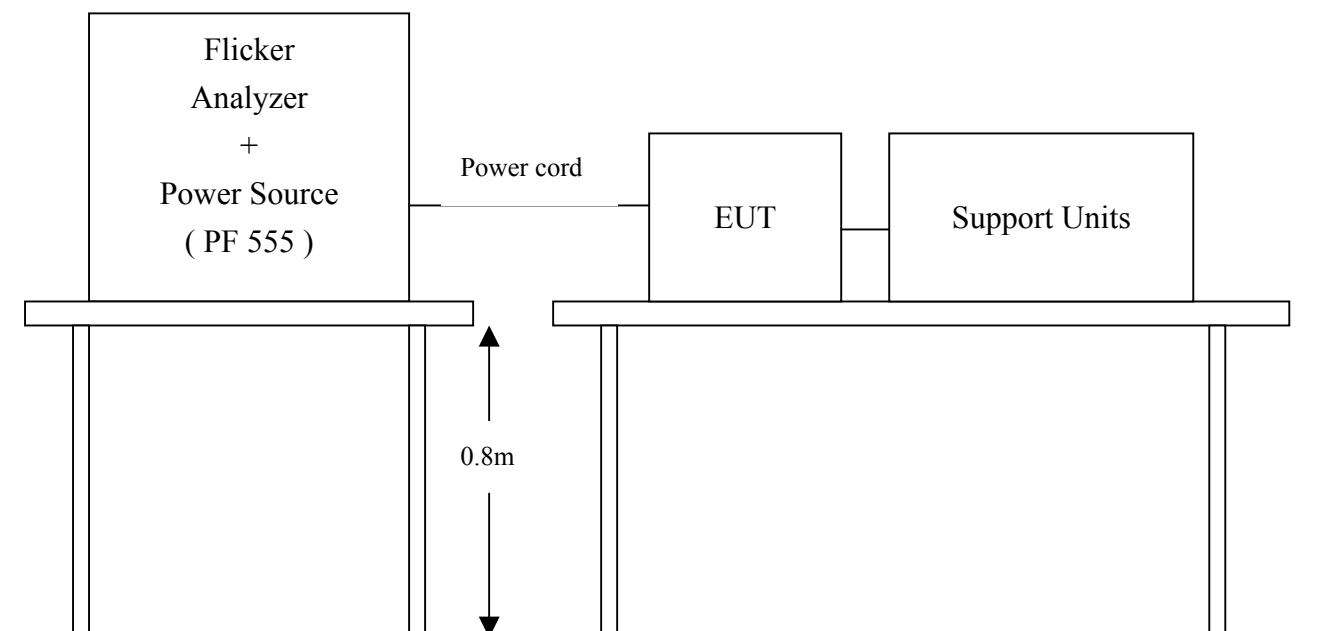 Flicker
Analyzer
+
Power Source
( PF 555 )
Power cord
EUT
Support Units
0.8m